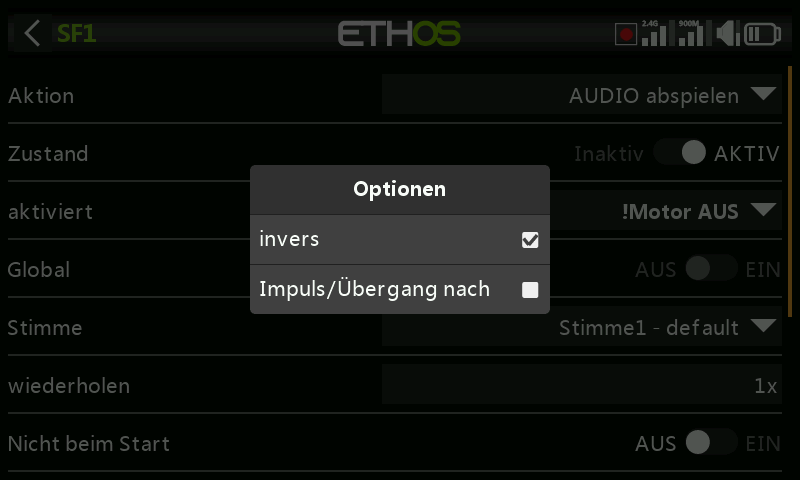 SF1
ETHOS
2.4G
900M
Aktion
AUDIO abspielen
Zustand
Inaktiv AKTIV
aktiviert
!Motor AUS
Global
AUS EIN
Stimme
Stimme1 - default
wiederholen
1x
Nicht beim Start
AUS EIN
Optionen
invers
Impuls/Übergang nach